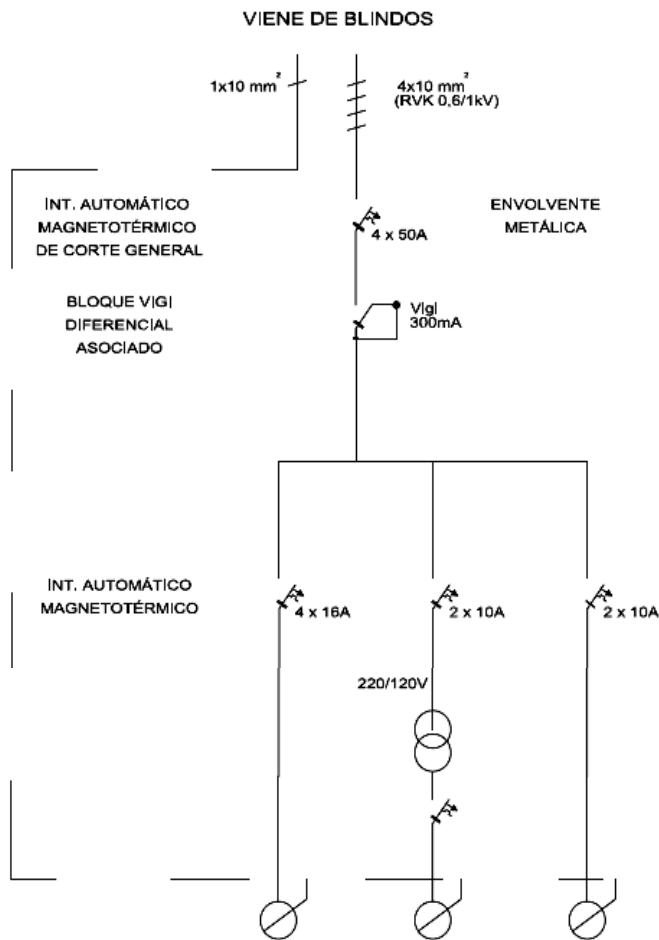 VIENE DE BLINDOS
1x10 mm²
4x10 mm²
(RVK 0,6/1kV)
INT. AUTOMÁTICO
MAGNETOTÉRMICO
DE CORTE GENERAL
ENVOLVENTE
METÁLICA
4 x 50A
BLOQUE VIGI
DIFERENCIAL
ASOCIADO
Vigi
300mA
INT. AUTOMÁTICO
MAGNETOTÉRMICO
4 x 16A
2 x 10A
2 x 10A
220/120V